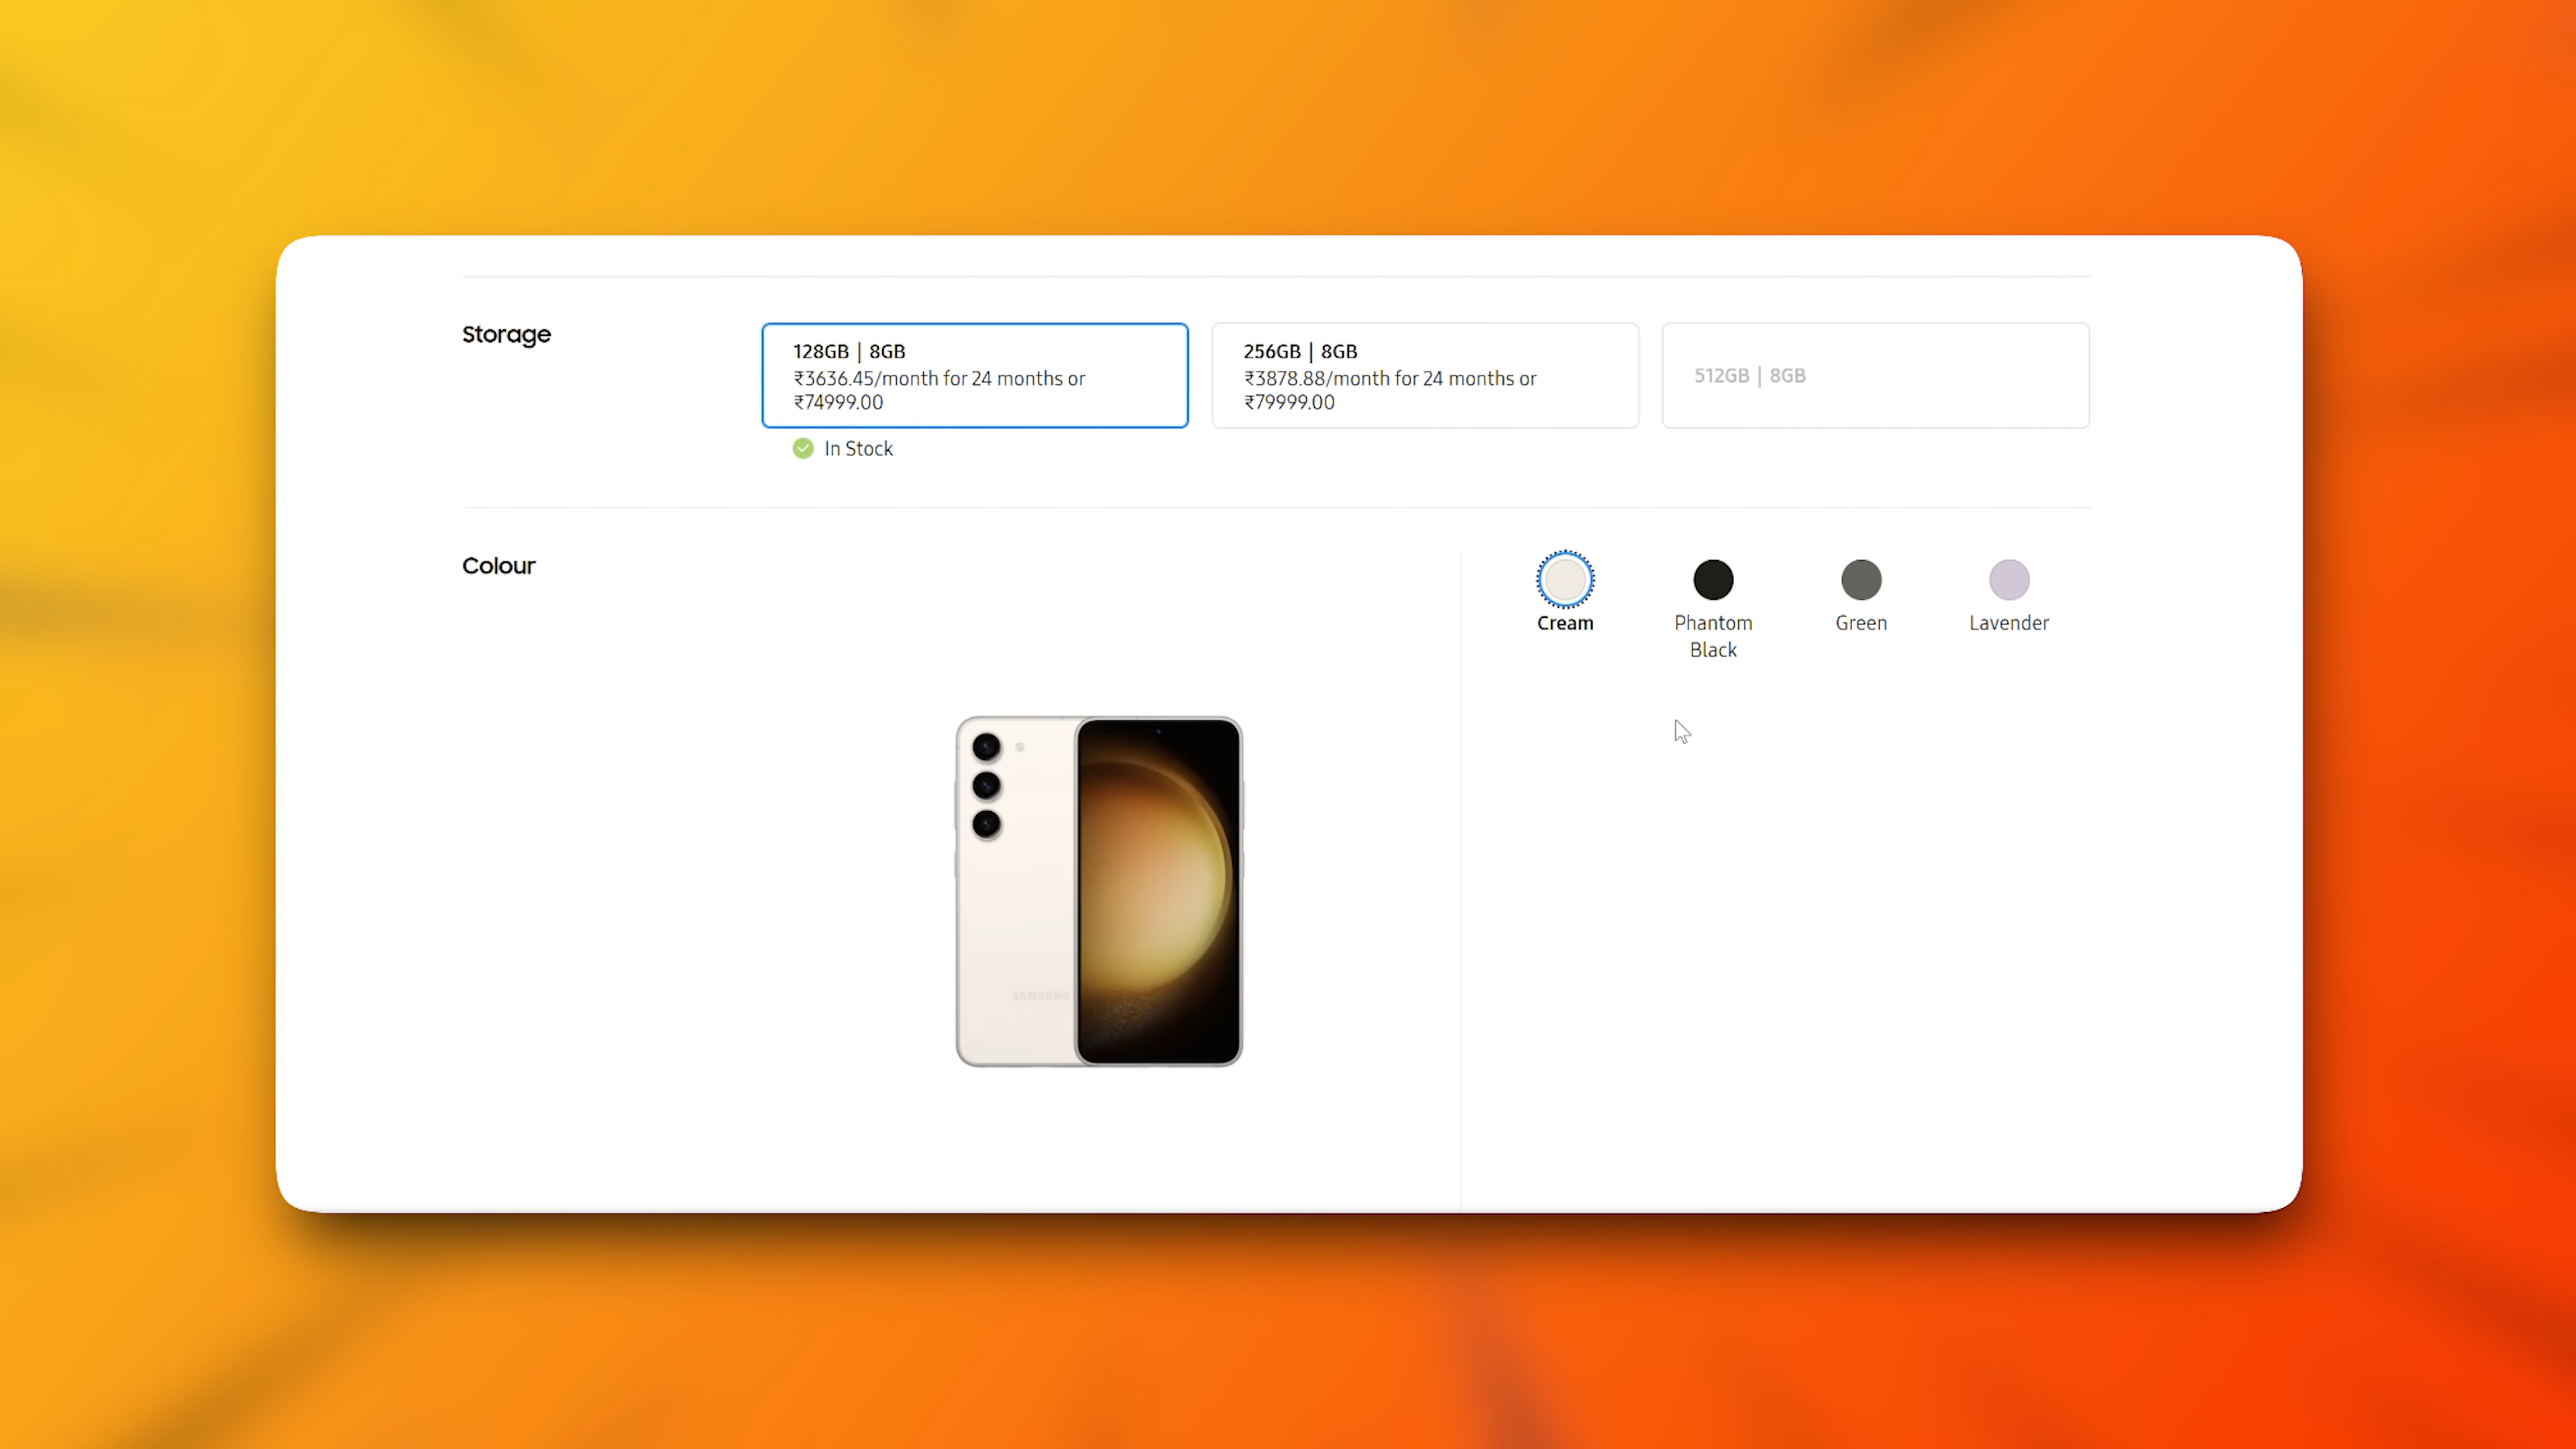 Storage
128GB | 8GB
₹3636.45/month for 24 months or
₹74999.00
In Stock
256GB | 8GB
₹3878.88/month for 24 months or
₹79999.00
512GB | 8GB
Colour
Cream
Phantom
Black
Green
Lavender
SAMSUNG